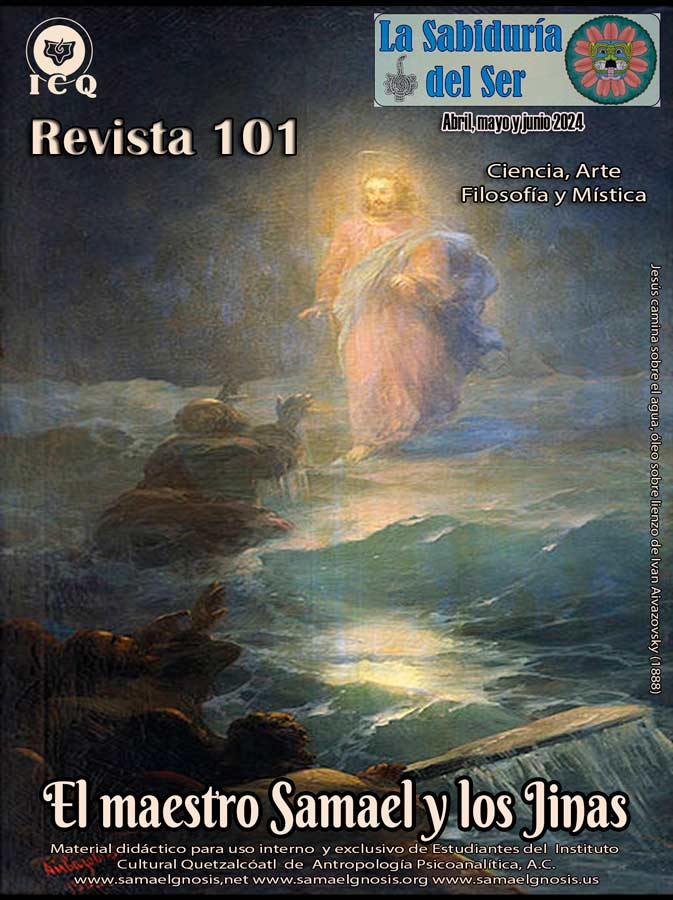 ICQ
La Sabiduría
del Ser
Revista 101
Abril, mayo y junio 2024
Ciencia, Arte
Filosofía y Mística
Jesús camina sobre el agua, óleo sobre lienzo de Ivan Aivazovsky (1888)
El maestro Samael y los Jinas
Material didáctico para uso interno y exclusivo de Estudiantes del Instituto
Cultural Quetzalcóatl de Antropología Psicoanalítica, A.C.
www.samaelgnosis,net www.samaelgnosis.org www.samaelgnosis.us